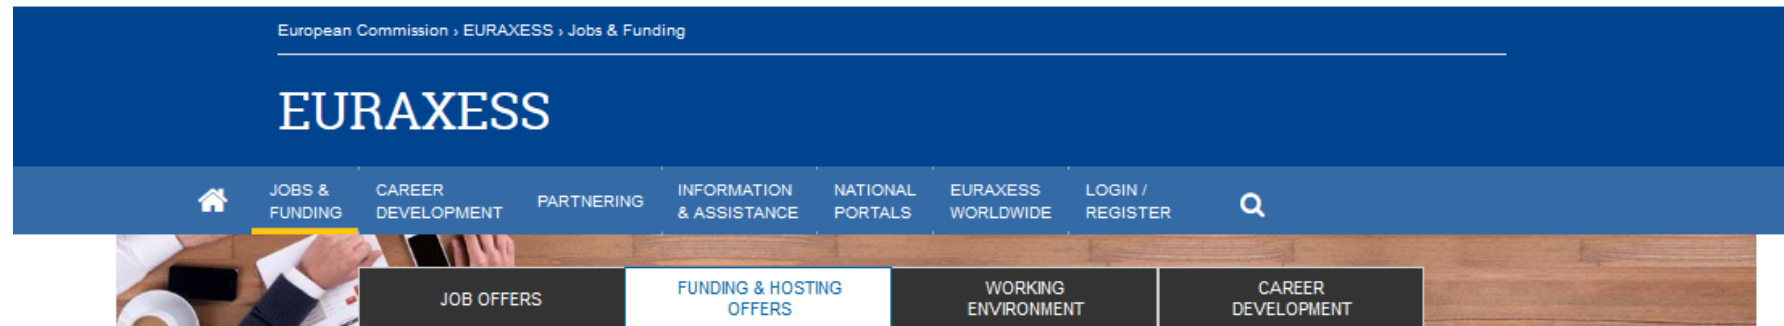 European Commission › EURAXESS › Jobs & Funding
EURAXESS
JOBS &
FUNDING
CAREER
DEVELOPMENT
PARTNERING
INFORMATION
& ASSISTANCE
NATIONAL
PORTALS
EURAXESS
WORLDWIDE
LOGIN /
REGISTER
JOB OFFERS
FUNDING & HOSTING
OFFERS
WORKING
ENVIRONMENT
CAREER
DEVELOPMENT